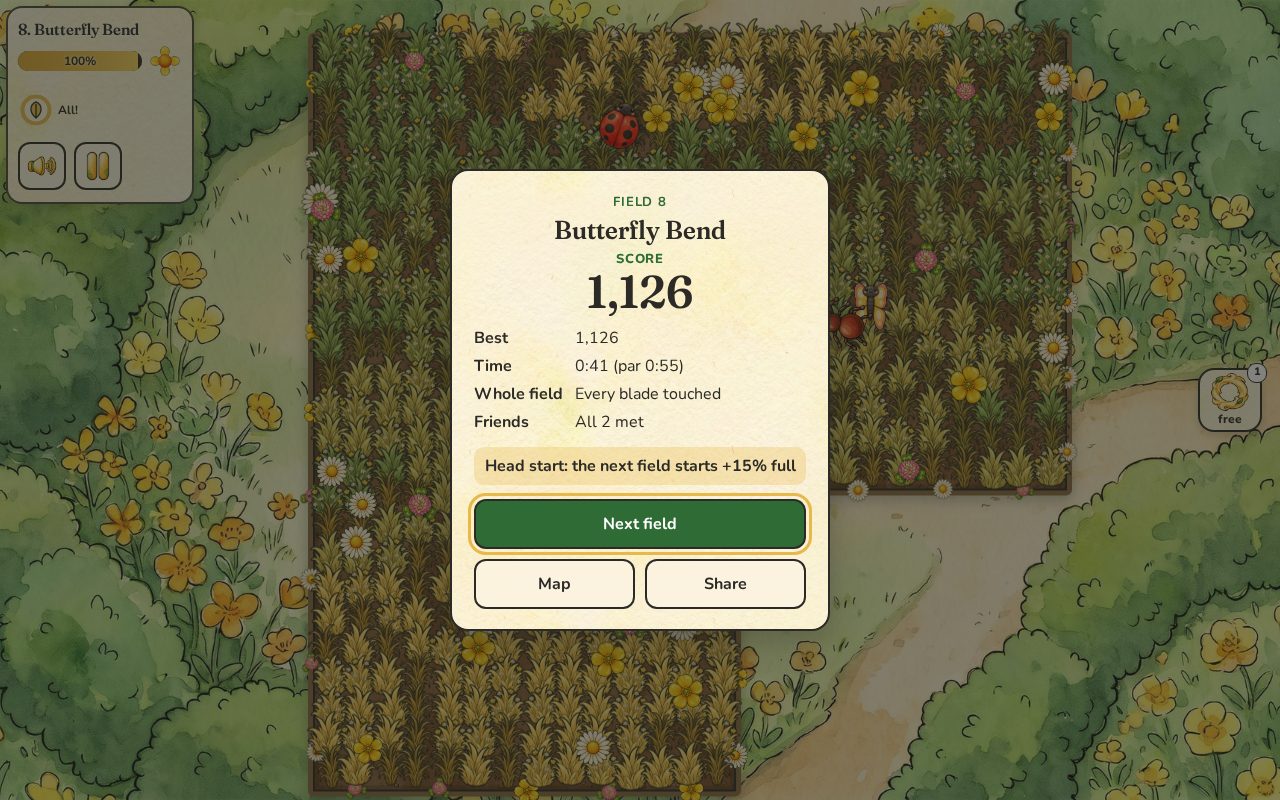 8. Butterfly Bend
100%
All!
FIELD 8
Butterfly Bend
SCORE
1,126
Best 1,126
Time 0:41 (par 0:55)
Whole field Every blade touched
Friends All 2 met
Head start: the next field starts +15% full
Next field
Map Share
1
free